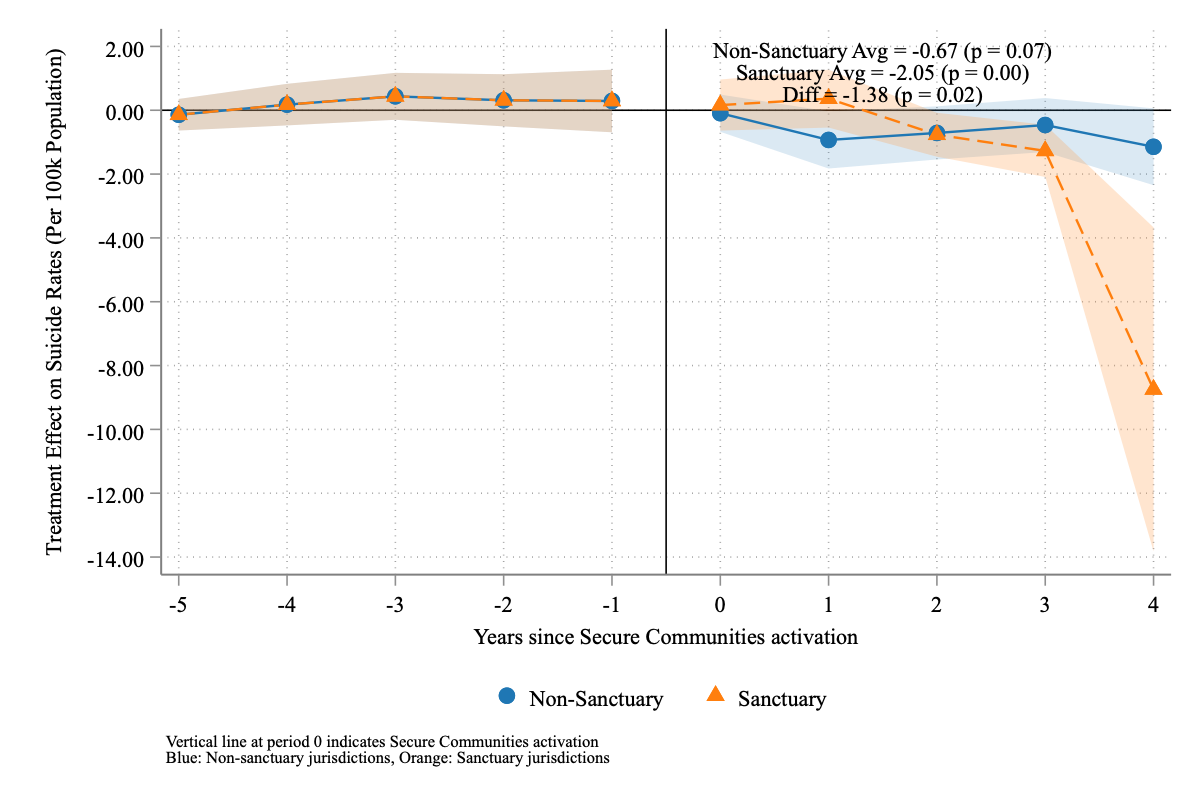 Treatment Effect on Suicide Rates (Per 100k Population)
2.00
0.00
-2.00
-4.00
-6.00
-8.00
-10.00
-12.00
-14.00
Non-Sanctuary Avg = -0.67 (p = 0.07)
Sanctuary Avg = -2.05 (p = 0.00)
Diff = -1.38 (p = 0.02)
-5 -4 -3 -2 -1 0 1 2 3 4
Years since Secure Communities activation
Non-Sanctuary Sanctuary
Vertical line at period 0 indicates Secure Communities activation
Blue: Non-sanctuary jurisdictions, Orange: Sanctuary jurisdictions